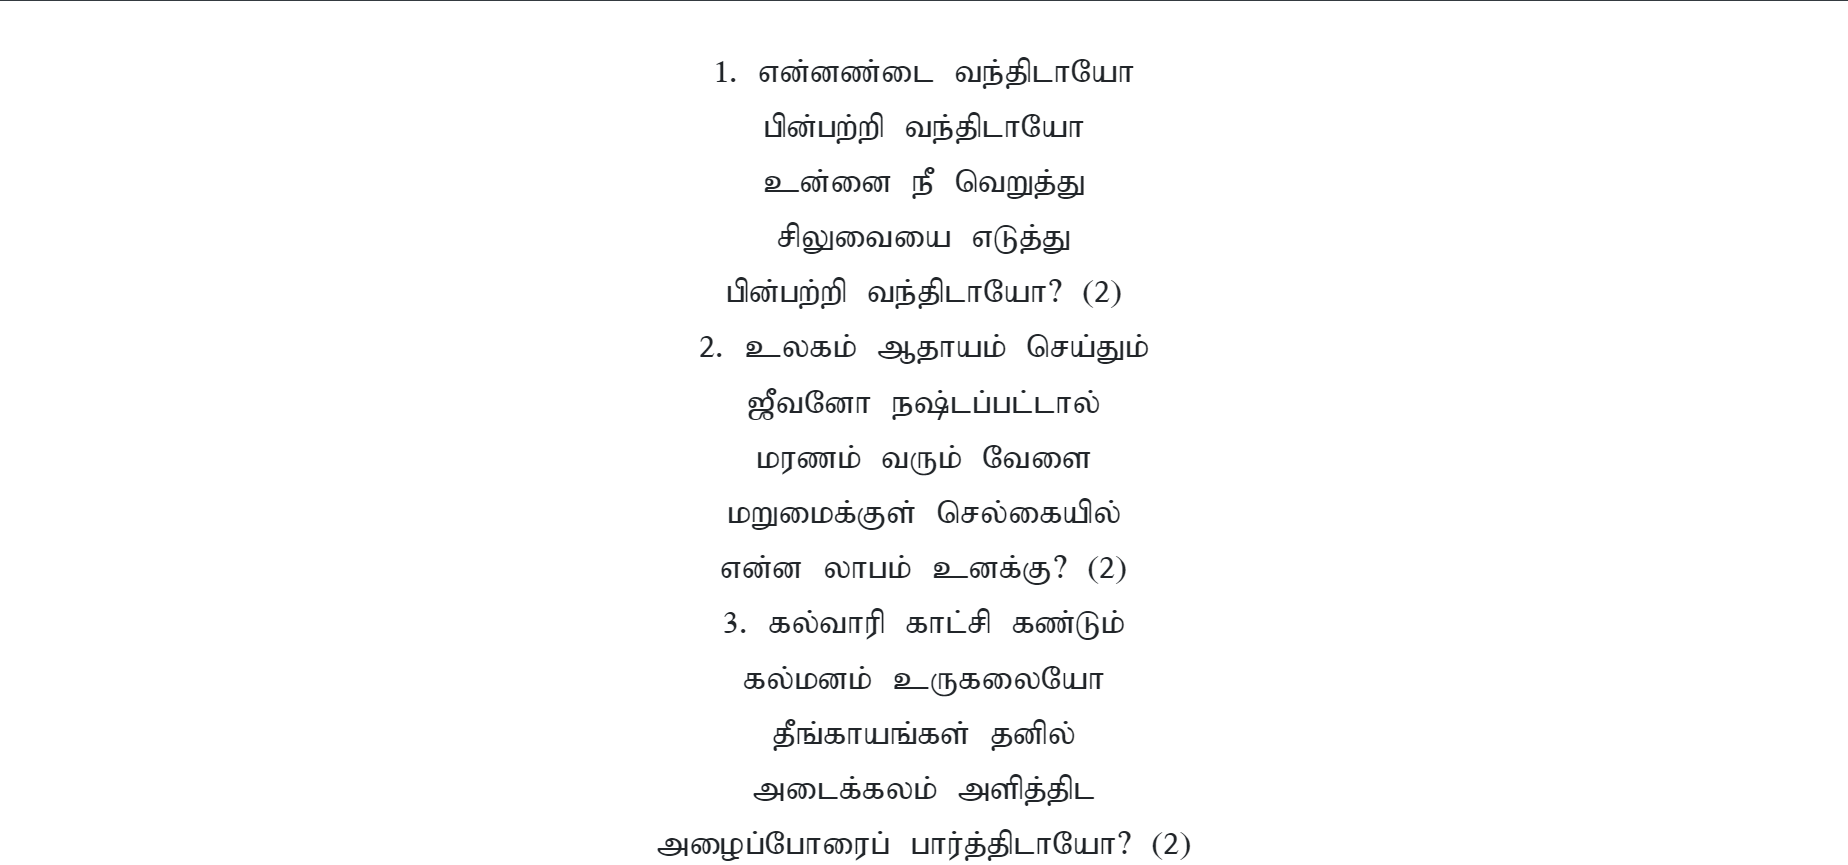 1. என்னண்டை வந்திடாயோ
பின்பற்றி வந்திடாயோ
உன்னை நீ வெறுத்து
சிலுவையை எடுத்து
பின்பற்றி வந்திடாயோ? (2)
2. உலகம் ஆதாயம் செய்தும்
ஜீவனோ நஷ்டப்பட்டால்
மரணம் வரும் வேளை
மறுமைக்குள் செல்கையில்
என்ன லாபம் உனக்கு? (2)
3. கல்வாரி காட்சி கண்டும்
கல்மனம் உருகலையோ
தீங்காயங்கள் தனில்
அடைக்கலம் அளித்திட
அழைப்போரைப் பார்த்திடாயோ? (2)